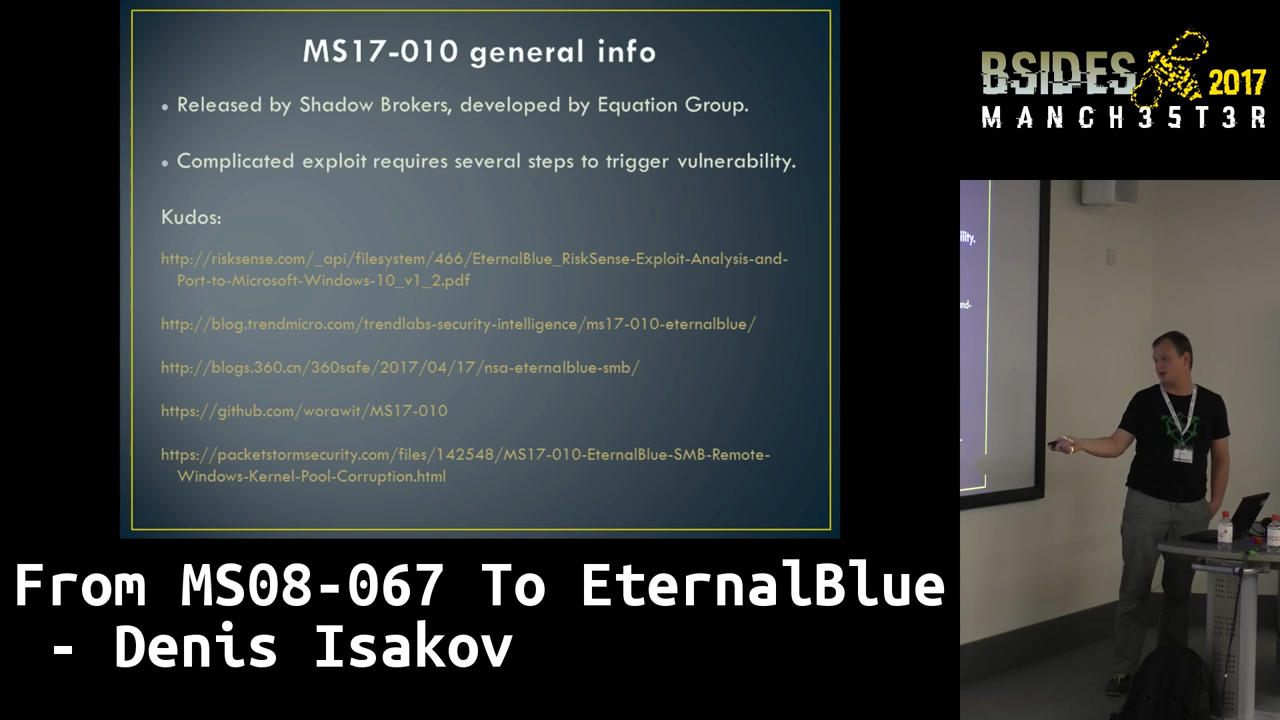 MS17-010 general info
• Released by Shadow Brokers, developed by Equation Group.
• Complicated exploit requires several steps to trigger vulnerability.
Kudos:
http://risksense.com/_api/filesystem/466/EternalBlue_RiskSense-Exploit-Analysis-and-
Port-to-Microsoft-Windows-10_v1_2.pdf
http://blog.trendmicro.com/trendlabs-security-intelligence/ms17-010-eternalblue/
http://blogs.360.cn/360safe/2017/04/17/nsa-eternalblue-smb/
https://github.com/worawit/MS17-010
https://packetstormsecurity.com/files/142548/MS17-010-EternalBlue-SMB-Remote-
Windows-Kernel-Pool-Corruption.html
BSIDES 2017
MANCH35T3R
ility.
nd-
From MS08-067 To EternalBlue
- Denis Isakov